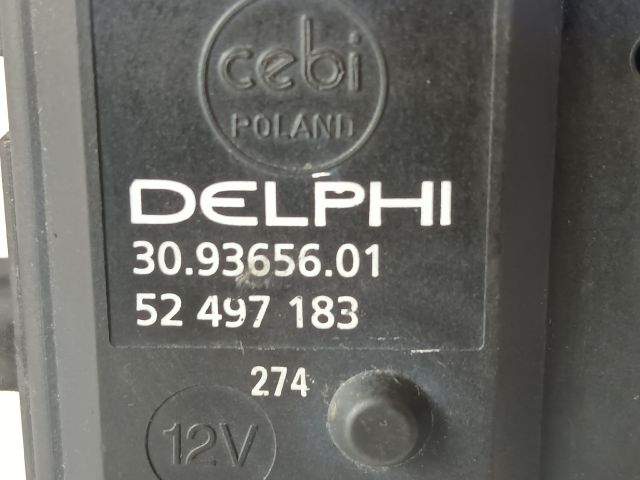 cebi
POLAND
DELPHI
30.93656.01
52 497 183
274
12V